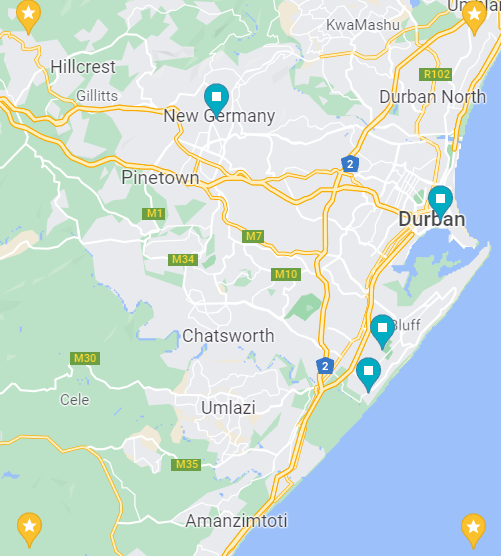 KwaMashu
Hillcrest
R102
Gillitts
Durban North
New Germany
2
Pinetown
M1
Durban
M7
M34
M10
Bluff
Chatsworth
M30
2
Cele
Umlazi
M35
Amanzimtoti